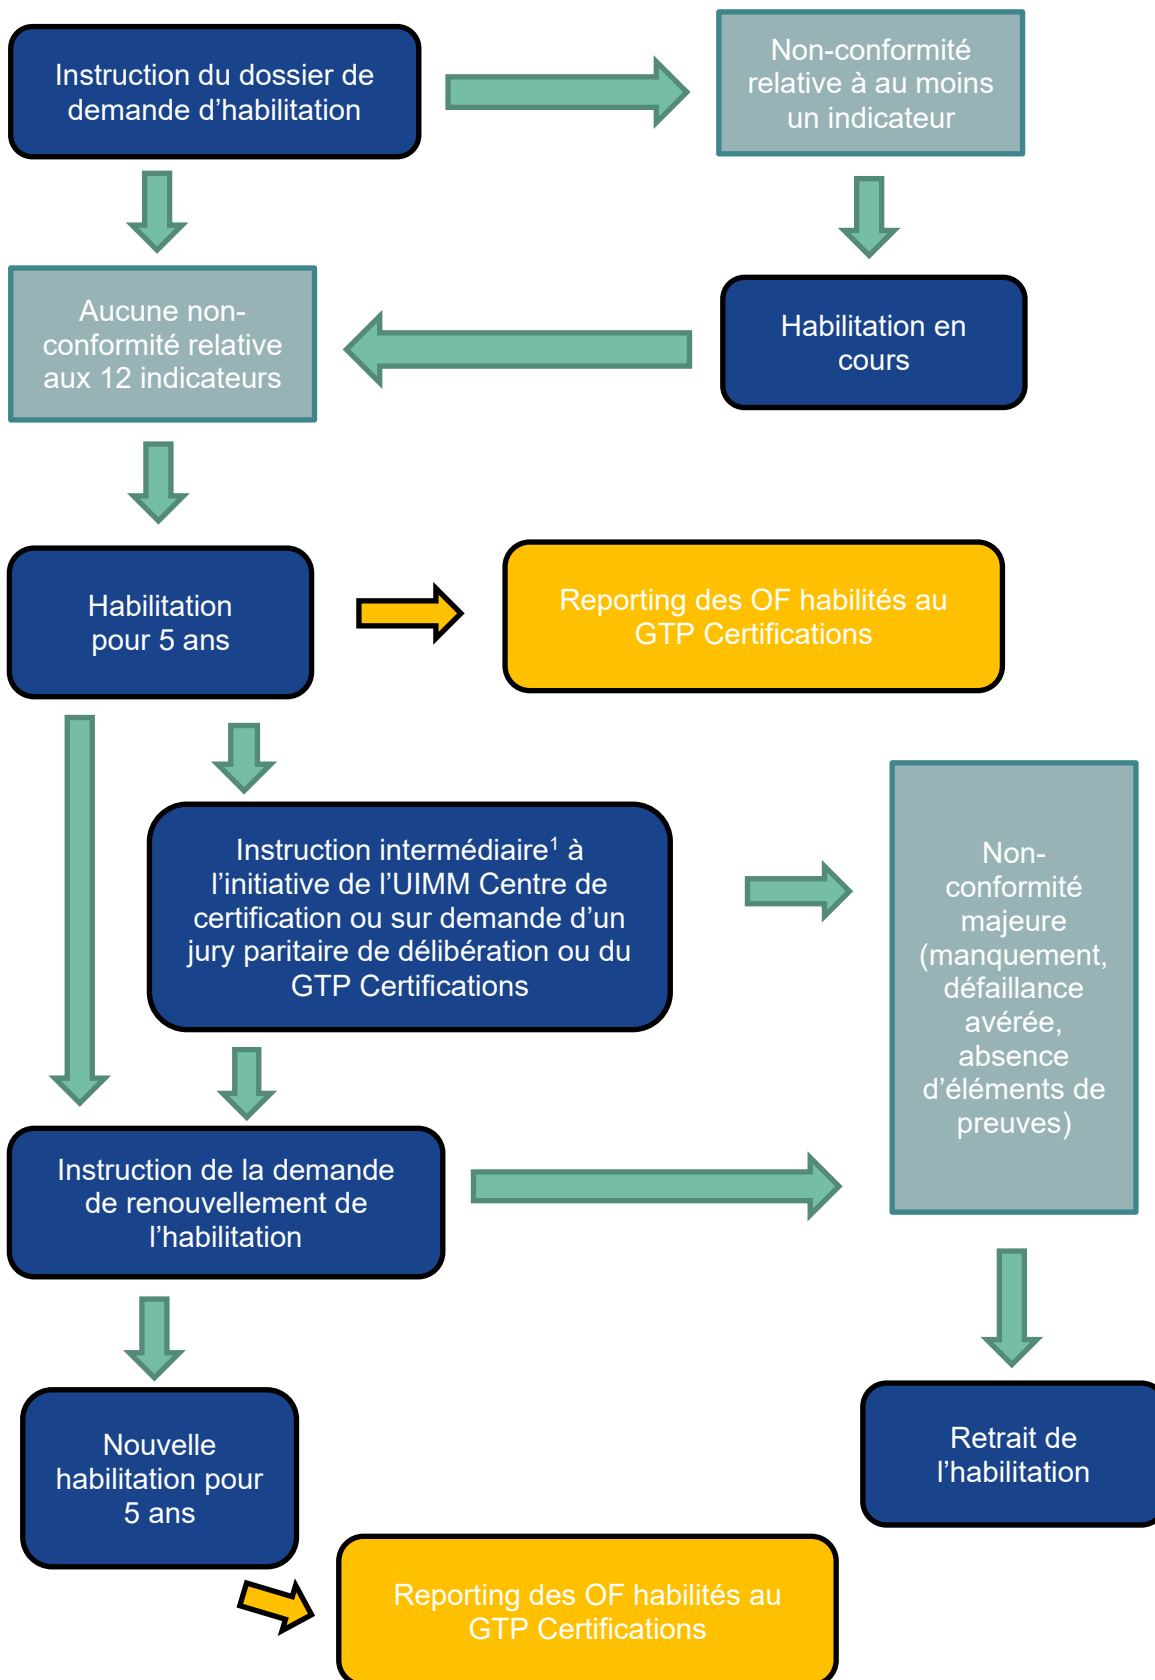 Instruction du dossier de
demande d’habilitation
Non-conformité
relative à au moins
un indicateur
Aucune non-
conformité relative
aux 12 indicateurs
Habilitation en
cours
Habilitation
pour 5 ans
Reporting des OF habilités au
GTP Certifications
Instruction intermédiaire¹ à
l’initiative de l’UIMM Centre de
certification ou sur demande d’un
jury paritaire de délibération ou du
GTP Certifications
Non-
conformité
majeure
(manquement,
défaillance
avérée,
absence
d’éléments de
preuves)
Instruction de la demande
de renouvellement de
l’habilitation
Nouvelle
habilitation pour
5 ans
Retrait de
l’habilitation
Reporting des OF habilités au
GTP Certifications